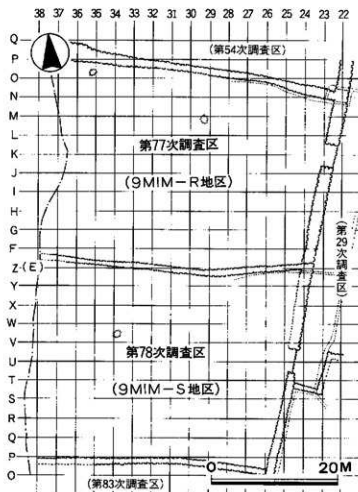 38 37 36 35 34 33 32 31 30 29 28 27 26 25 24 23 22
Q
P
O
N
M
L
K
J
I
H
G
F
Z(E)
Y
X
W
V
U
T
S
R
Q
P
O
(第54次調査区)
第77次調査区
(9MIM-R地区)
(第29次調査区)
第78次調査区
(9MIM-S地区)
(第83次調査区)
0 20M